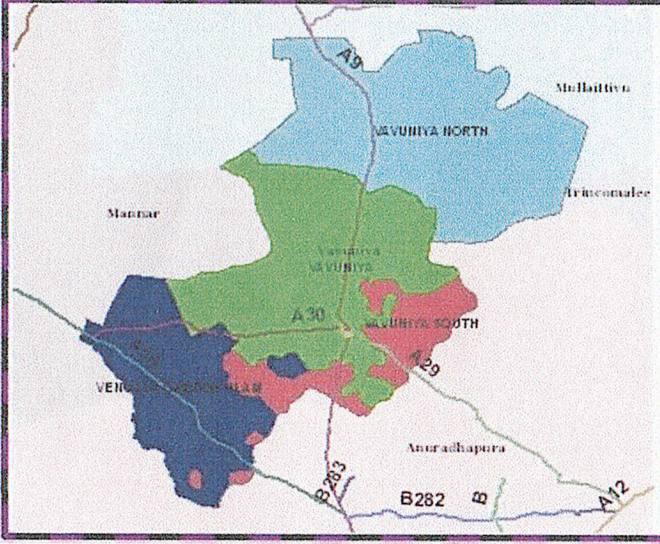 A9
Mullaittivu
VAVUNIYA NORTH
Trincomalee
Mannar
Vavuniya
VAVUNIYA
A30
VAVUNIYA SOUTH
A29
Anuradhapura
B283
B282
B
A12